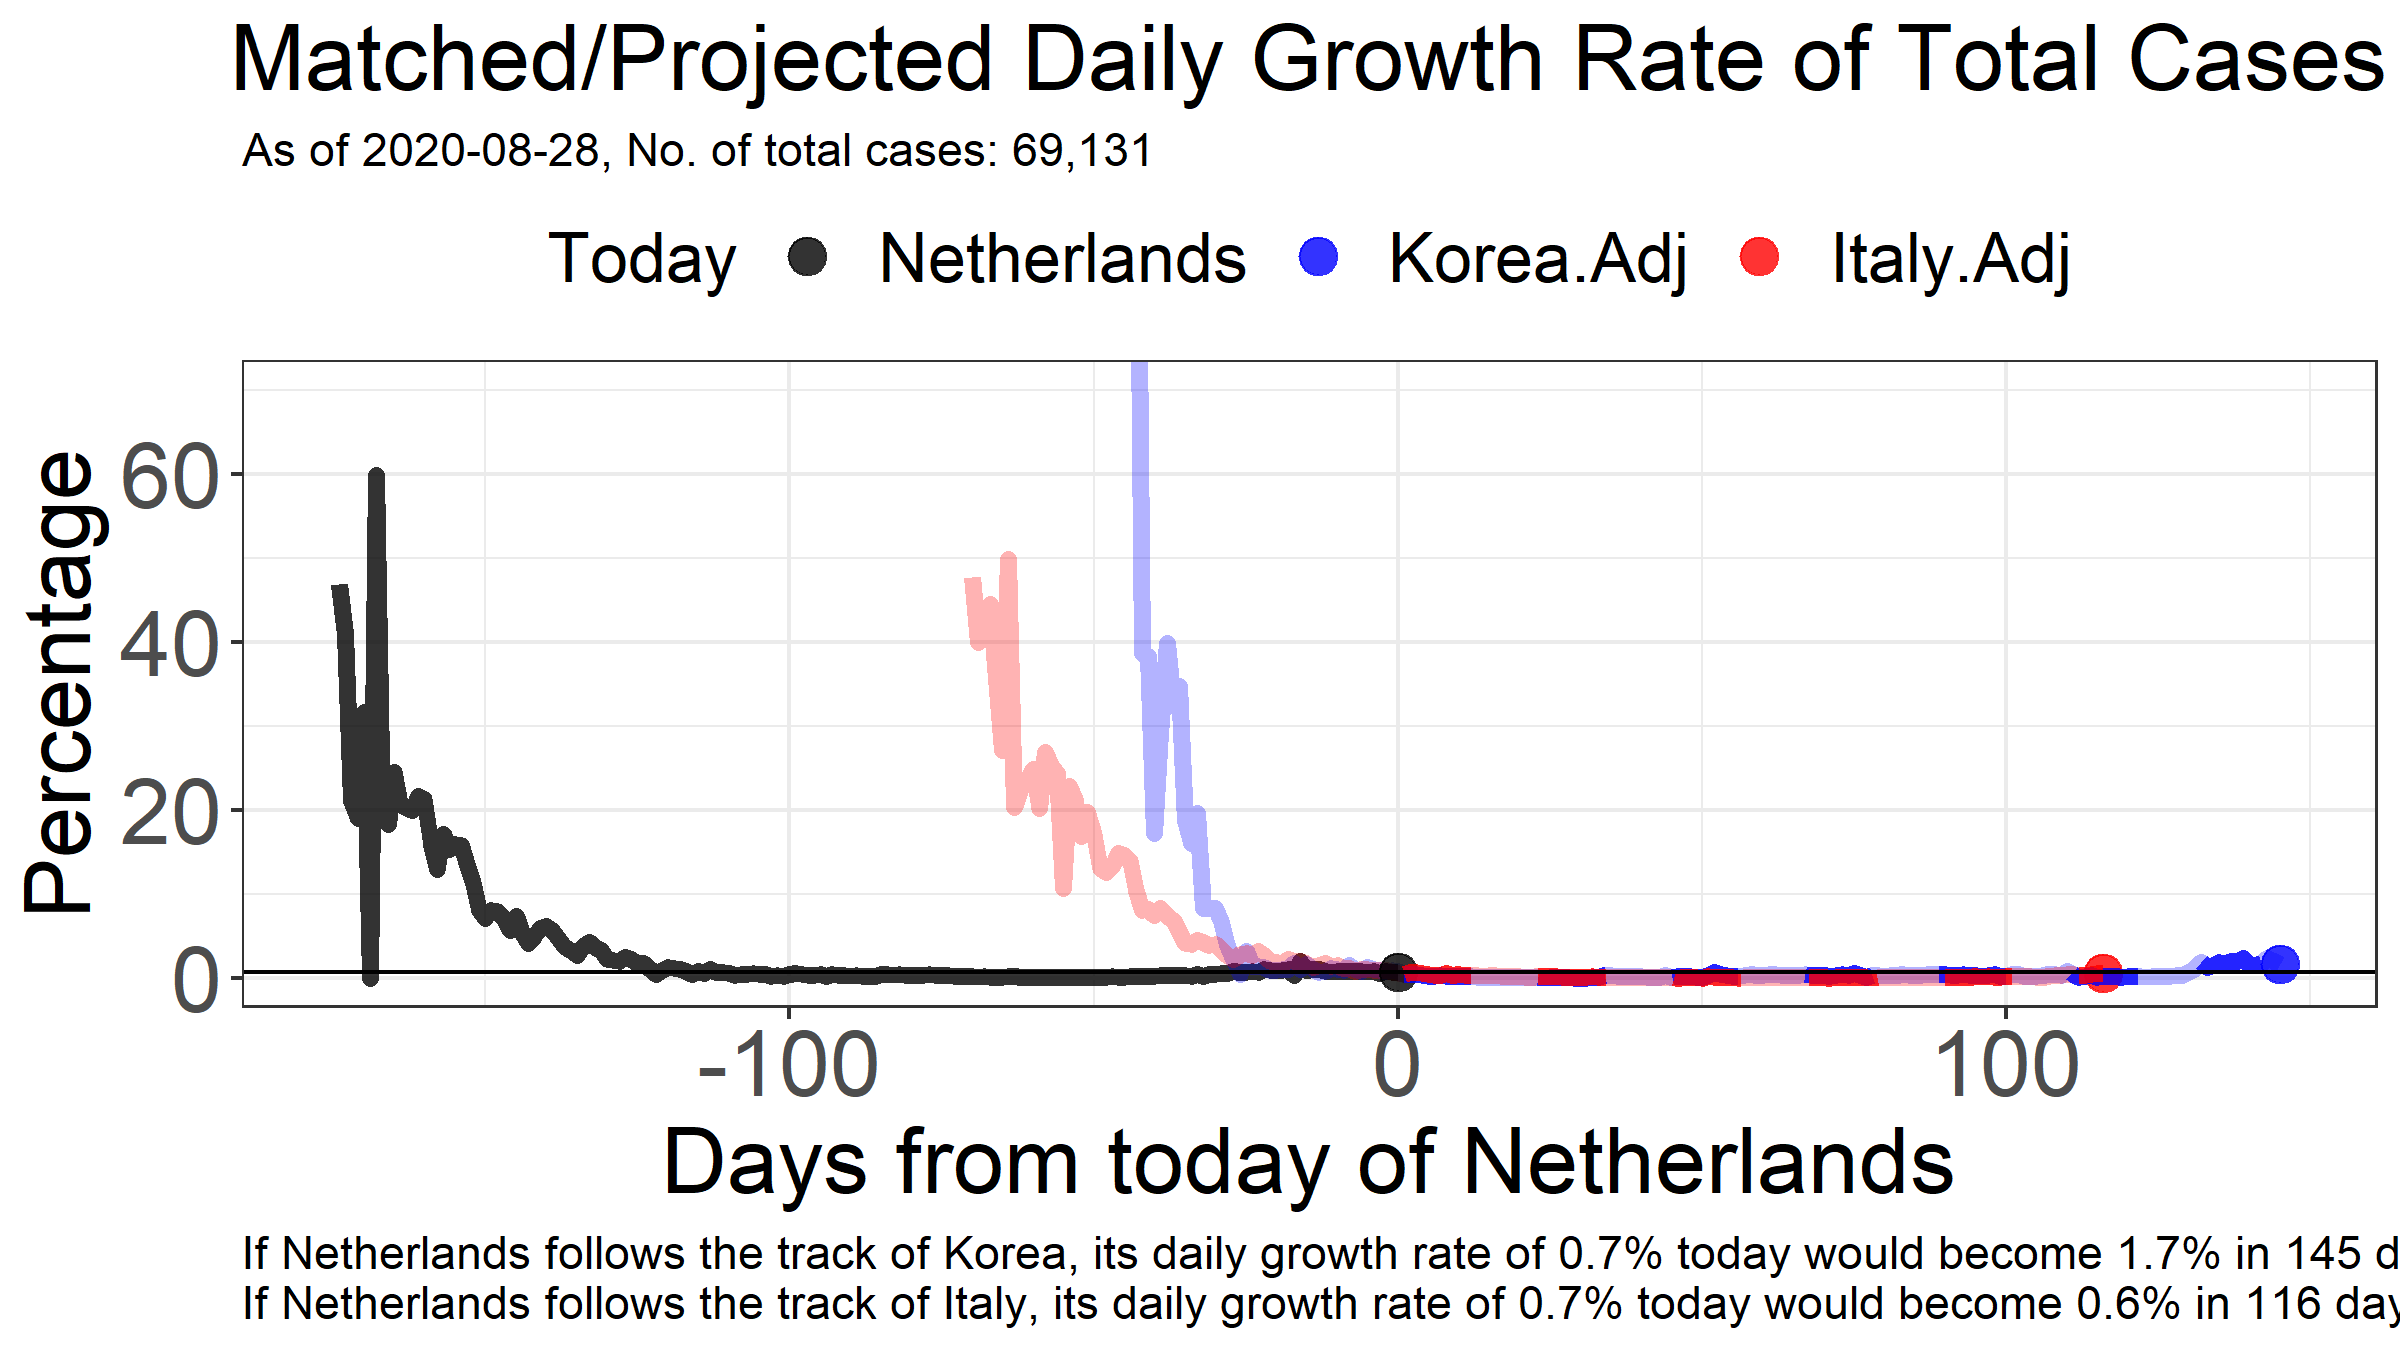 Matched/Projected Daily Growth Rate of Total Cases
As of 2020-08-28, No. of total cases: 69,131
Today Netherlands Korea.Adj Italy.Adj
Percentage
60
40
20
0
-100 0 100
Days from today of Netherlands
If Netherlands follows the track of Korea, its daily growth rate of 0.7% today would become 1.7% in 145 d
If Netherlands follows the track of Italy, its daily growth rate of 0.7% today would become 0.6% in 116 day